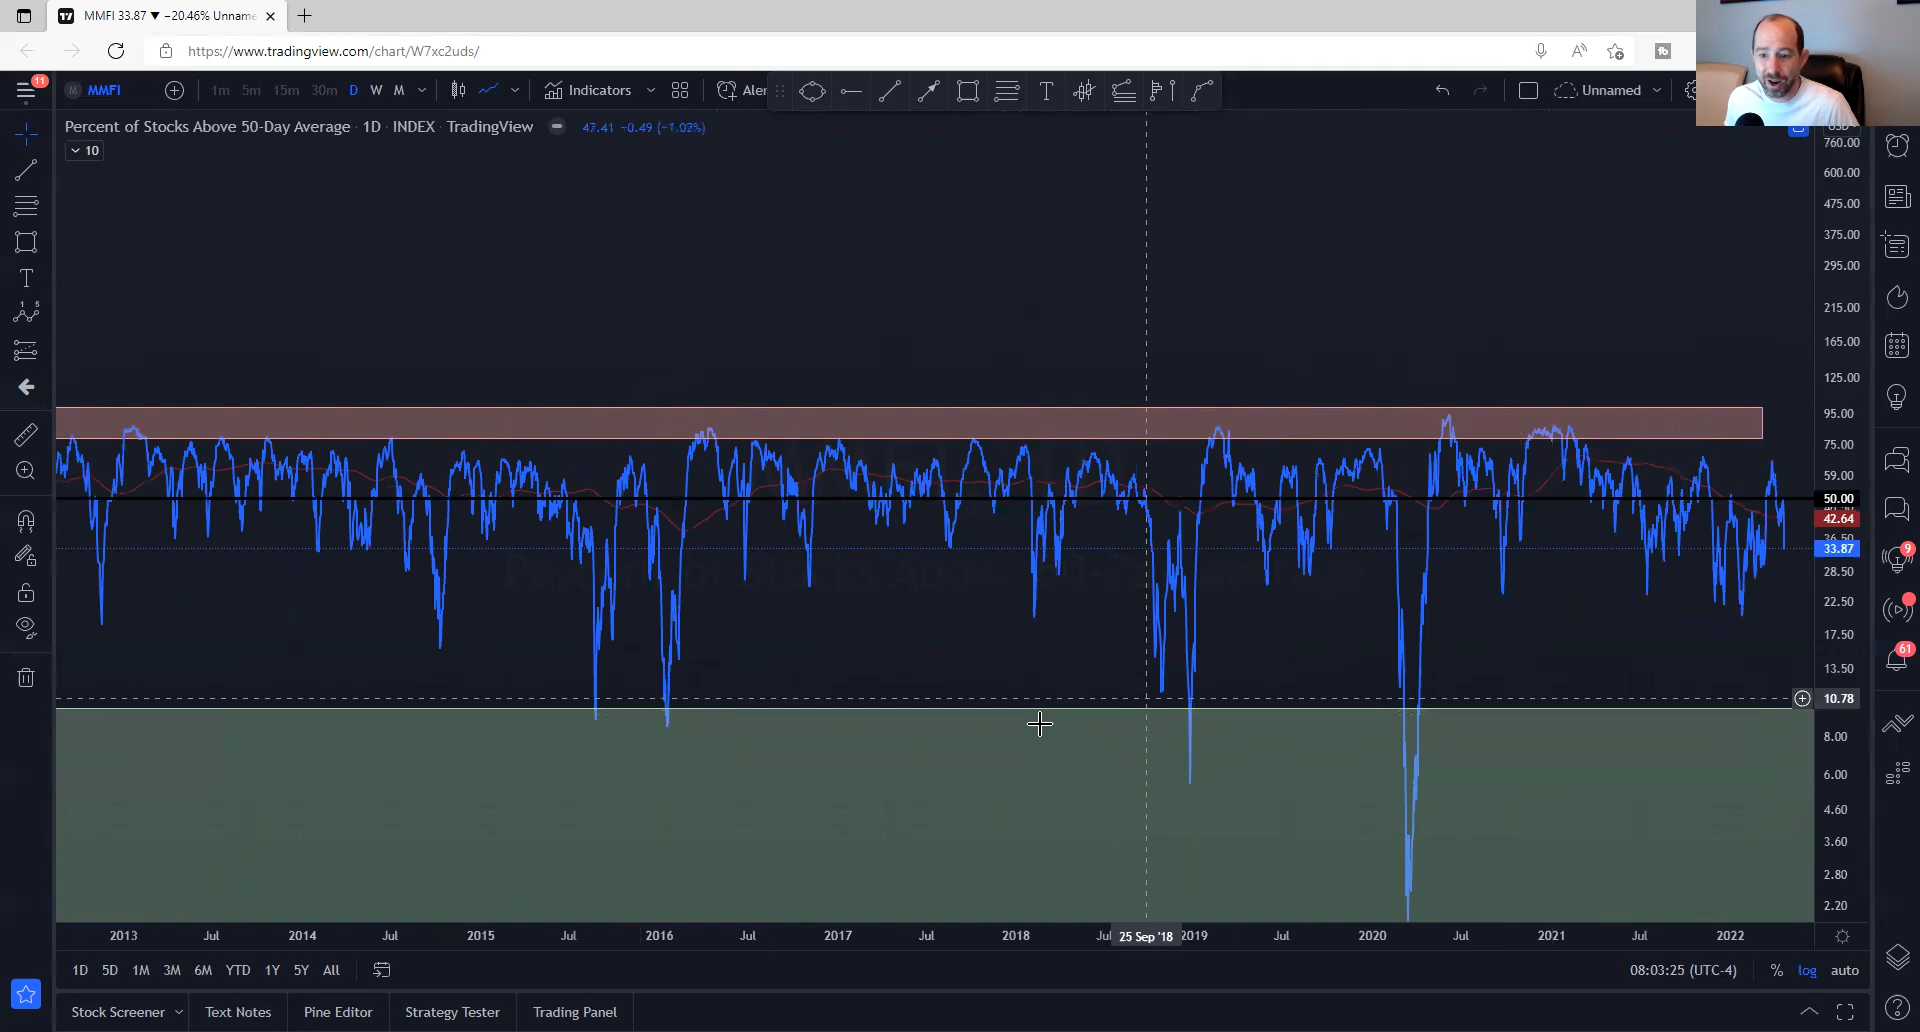 MMFI 33.87 ▼ −20.46% Unname
https://www.tradingview.com/chart/W7xc2uds/
11
MMFI
1m 5m 15m 30m D W M
Indicators
Aler
T
Unnamed
Percent of Stocks Above 50-Day Average · 1D · INDEX · TradingView
47.41 −0.49 (−1.02%)
10
USD
760.00
600.00
475.00
375.00
295.00
215.00
165.00
125.00
95.00
75.00
59.00
50.00
42.64
36.50
33.87
28.50
22.50
17.50
13.50
10.78
8.00
6.00
4.60
3.60
2.80
2.20
9
61
2013 Jul 2014 Jul 2015 Jul 2016 Jul 2017 Jul 2018 Jul 25 Sep '18 2019 Jul 2020 Jul 2021 Jul 2022
1D 5D 1M 3M 6M YTD 1Y 5Y All
08:03:25 (UTC-4) % log auto
Stock Screener Text Notes Pine Editor Strategy Tester Trading Panel